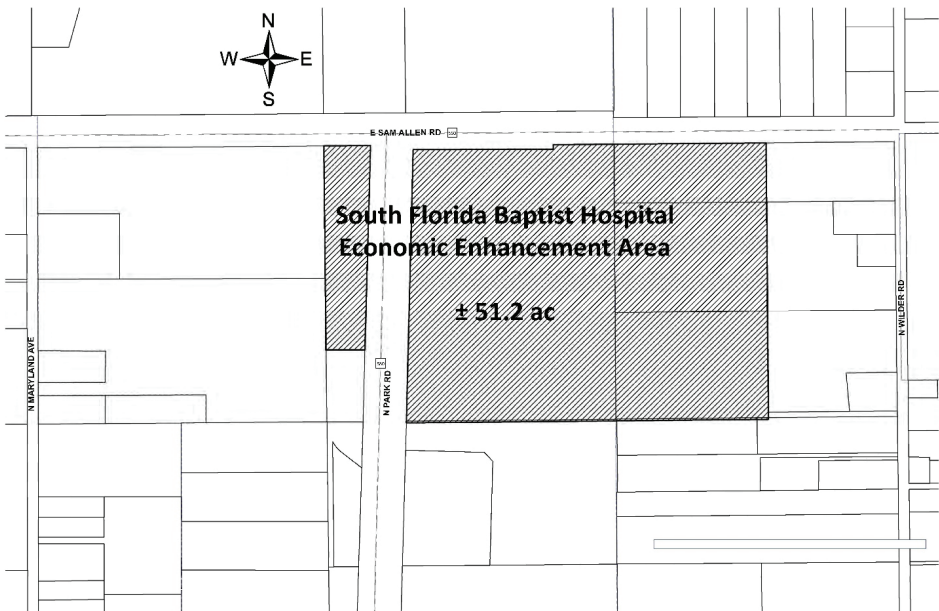 N
W E
S
E SAM ALLEN RD
South Florida Baptist Hospital
Economic Enhancement Area
± 51.2 ac
N MARYLAND AVE
N PARK RD
N WILDER RD